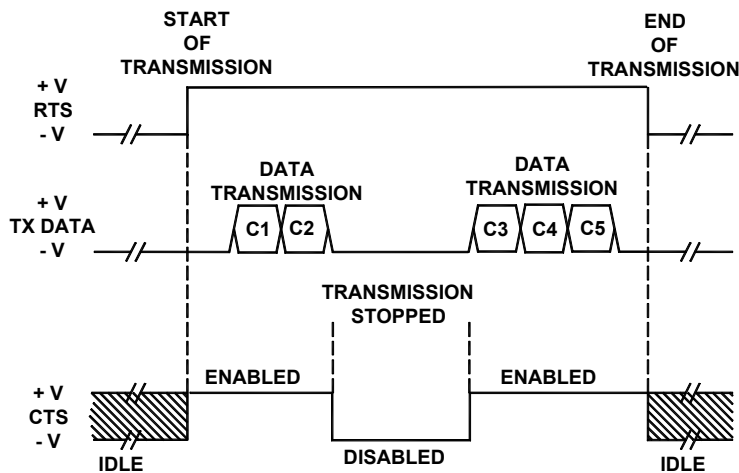 START
OF
TRANSMISSION
END
OF
TRANSMISSION
+ V
RTS
- V
DATA
TRANSMISSION
DATA
TRANSMISSION
+ V
TX DATA
- V
C1 C2 C3 C4 C5
TRANSMISSION
STOPPED
ENABLED ENABLED
+ V
CTS
- V
IDLE DISABLED IDLE